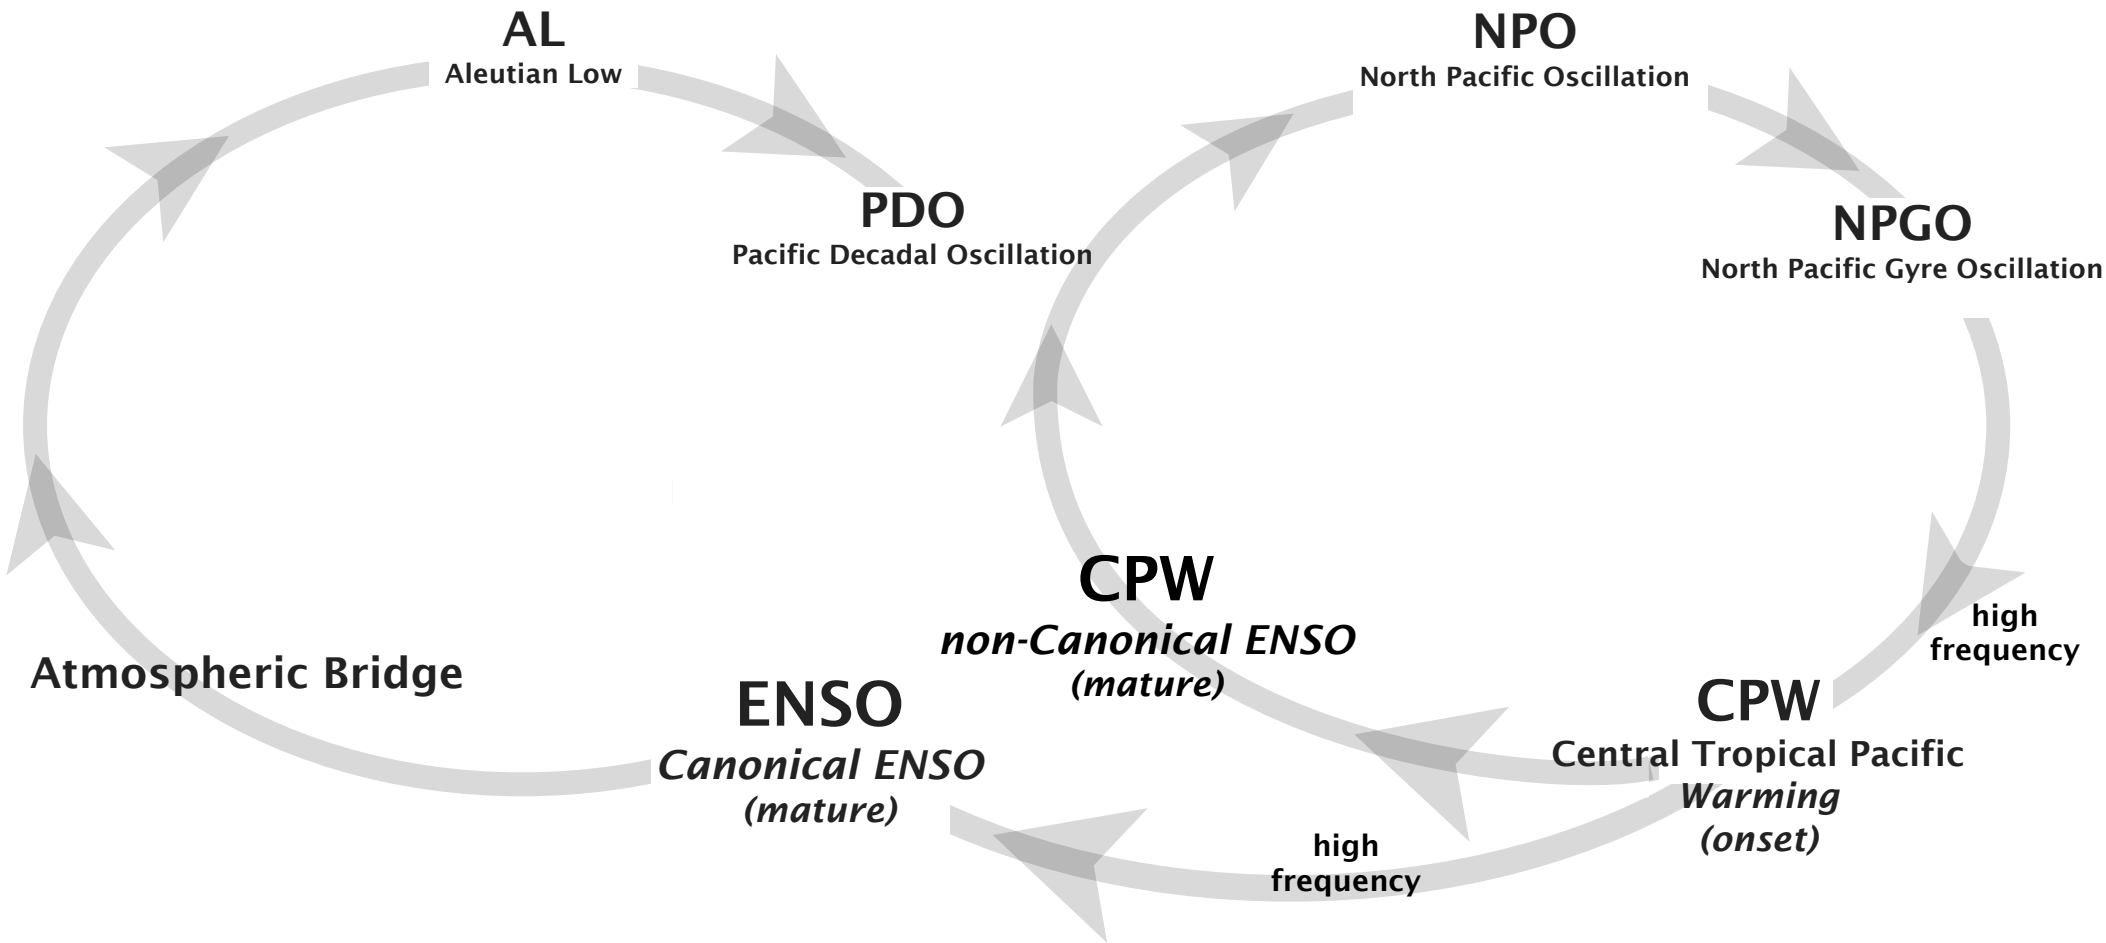 AL
Aleutian Low
NPO
North Pacific Oscillation
PDO
Pacific Decadal Oscillation
NPGO
North Pacific Gyre Oscillation
CPW
non-Canonical ENSO
(mature)
high
frequency
Atmospheric Bridge
ENSO
Canonical ENSO
(mature)
CPW
Central Tropical Pacific
Warming
(onset)
high
frequency